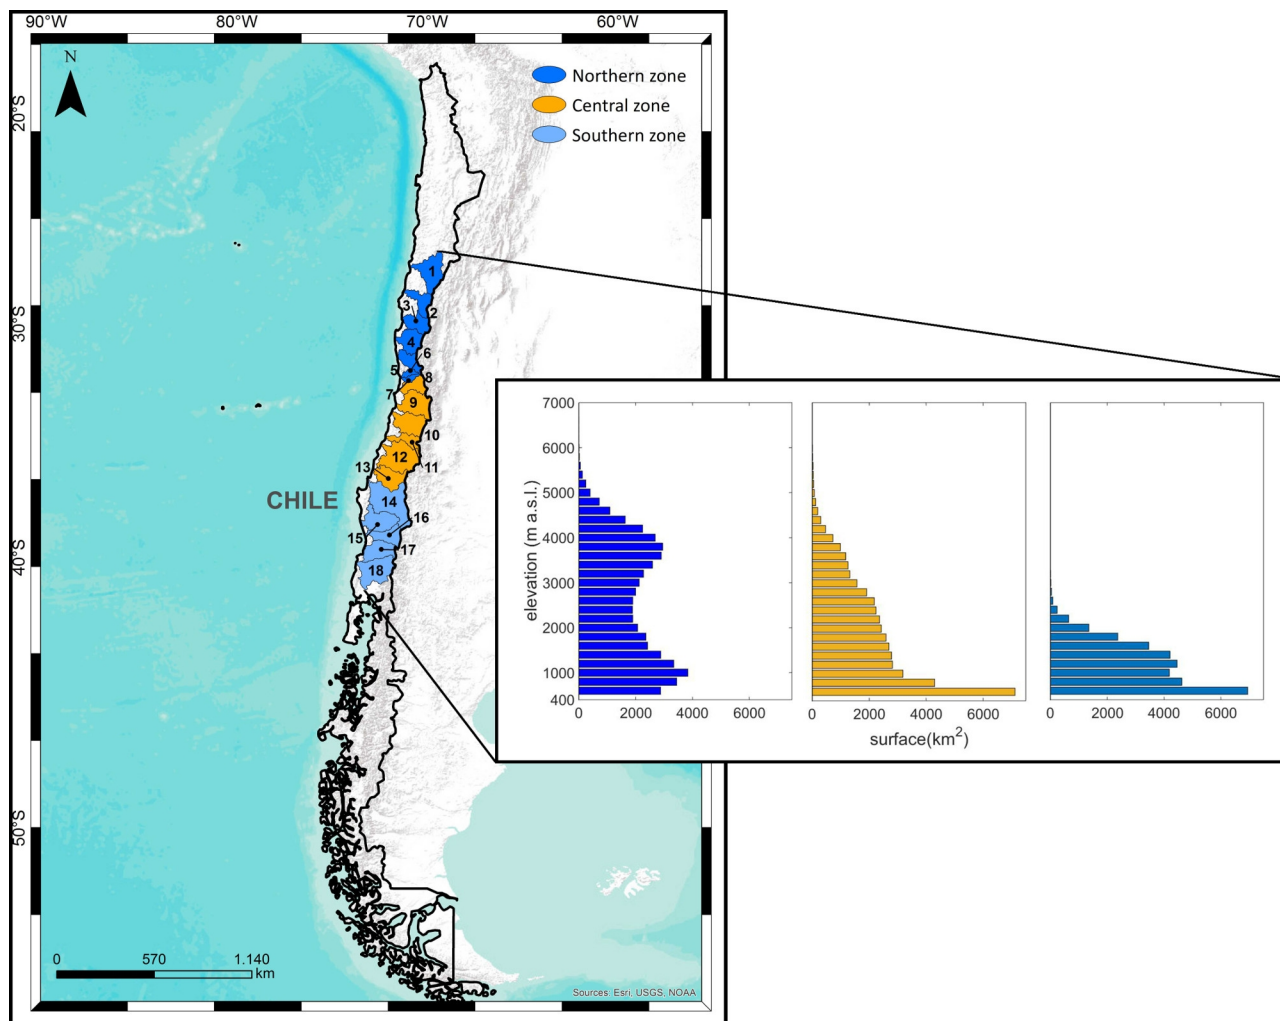 90°W 80°W 70°W 60°W
N
Northern zone
Central zone
Southern zone
20°S
30°S
40°S
50°S
1
3
2
4
6
5
8
7
9
10
12
11
13
CHILE
14
16
15
17
18
0 570 1.140
km
Sources: Esri, USGS, NOAA
elevation (m a.s.l.)
7000
6000
5000
4000
3000
2000
1000
400
0 2000 4000 6000
0 2000 4000 6000
0 2000 4000 6000
surface(km²)